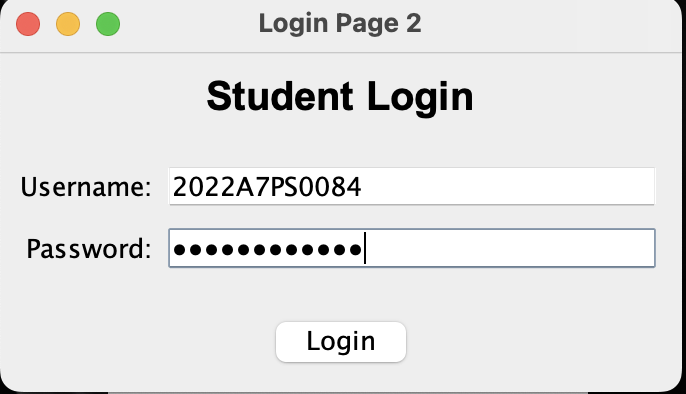 Login Page 2
Student Login
Username: 2022A7PS0084
Password: ••••••••••••
Login